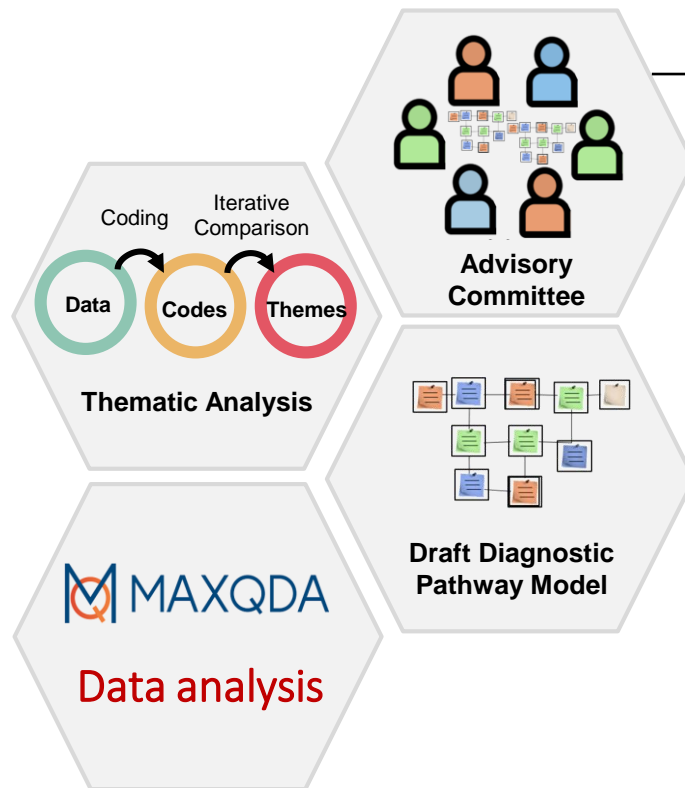 Advisory
Committee
Coding
Iterative
Comparison
Data
Codes
Themes
Thematic Analysis
Draft Diagnostic
Pathway Model
MAXQDA
Data analysis